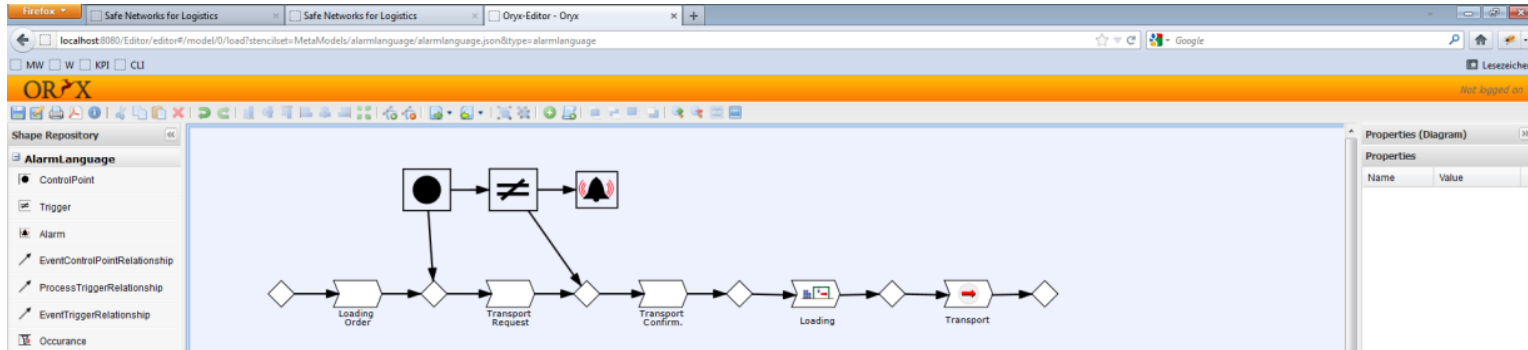 Firefox
Safe Networks for Logistics
Safe Networks for Logistics
Oryx-Editor - Oryx
localhost:8080/Editor/editor#/model/0/load?stencilset=MetaModels/alarmlanguage/alarmlanguage.json&type=alarmlanguage
Google
MW W KPI CLI
Lesezeiche
ORYX
Not logged on
Shape Repository
Properties (Diagram)
AlarmLanguage
Properties
ControlPoint
Name Value
Trigger
Alarm
EventControlPointRelationship
ProcessTriggerRelationship
EventTriggerRelationship
Occurance
Loading
Order
Transport
Request
Transport
Confirm.
Loading
Transport